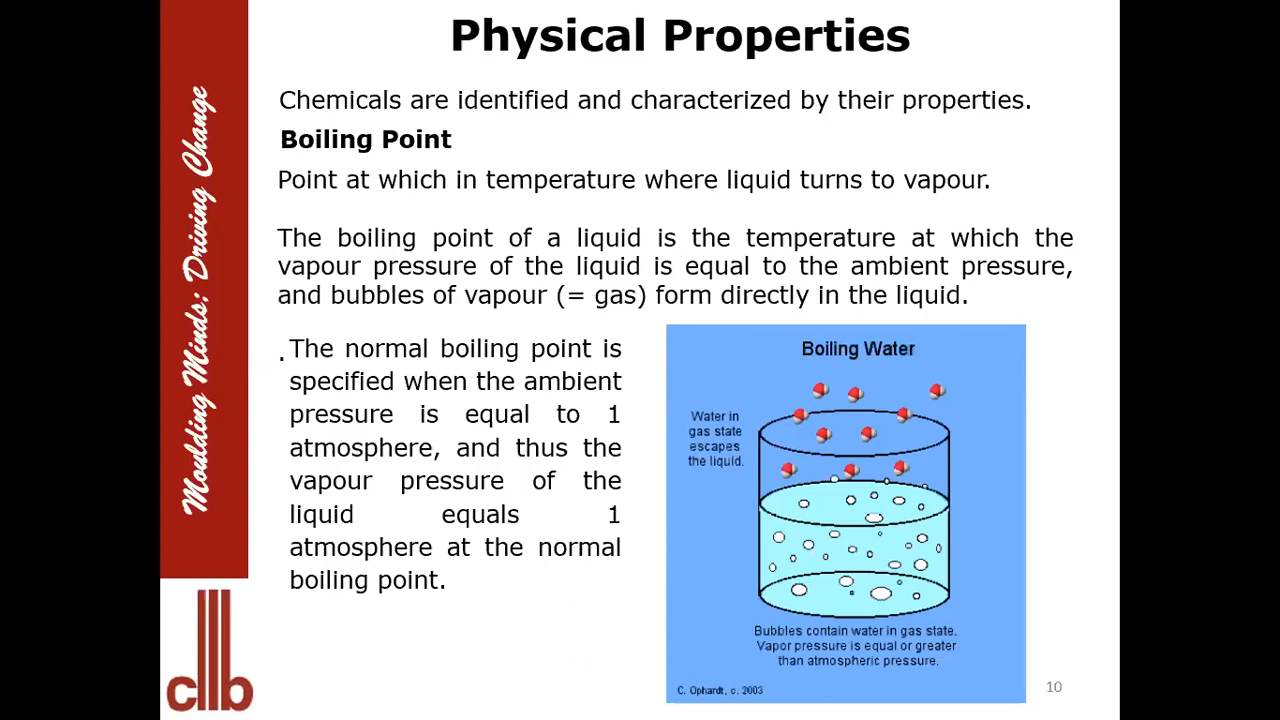 Physical Properties
Moulding Minds; Driving Change
Chemicals are identified and characterized by their properties.
Boiling Point
Point at which in temperature where liquid turns to vapour.
The boiling point of a liquid is the temperature at which the
vapour pressure of the liquid is equal to the ambient pressure,
and bubbles of vapour (= gas) form directly in the liquid.
.The normal boiling point is
specified when the ambient
pressure is equal to 1
atmosphere, and thus the
vapour pressure of the
liquid equals 1
atmosphere at the normal
boiling point.
Boiling Water
Water in
gas state
escapes
the liquid.
Bubbles contain water in gas state.
Vapor pressure is equal or greater
than atmospheric pressure.
C. Ophardt, c. 2003
10
cllb